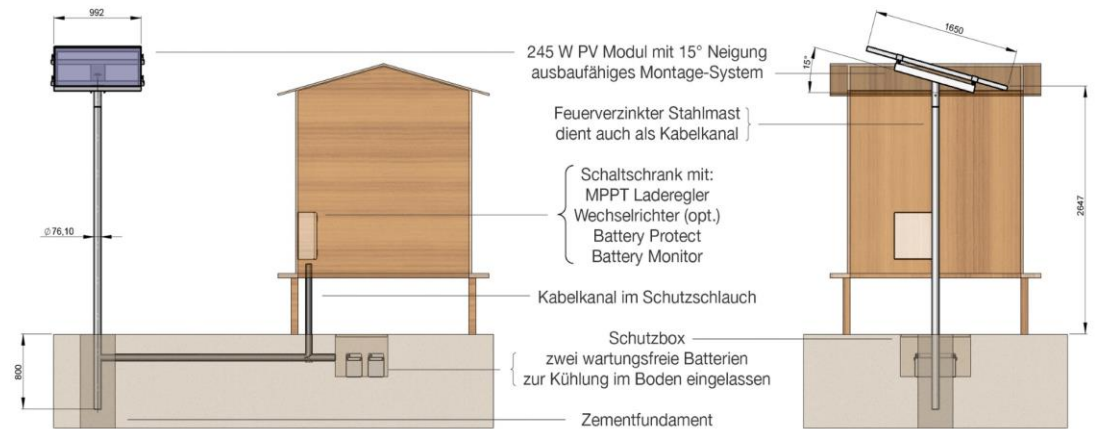 992
245 W PV Modul mit 15° Neigung
ausbaufähiges Montage-System
1650
15°
Feuerverzinkter Stahlmast
dient auch als Kabelkanal
Schaltschrank mit:
MPPT Laderegler
Wechselrichter (opt.)
Battery Protect
Battery Monitor
2647
Ø76,10
Kabelkanal im Schutzschlauch
Schutzbox
800
zwei wartungsfreie Batterien
zur Kühlung im Boden eingelassen
Zementfundament